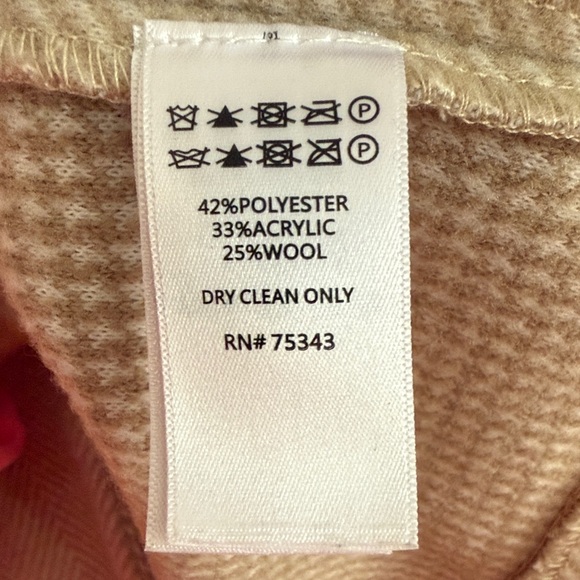 P
P
42%POLYESTER
33%ACRYLIC
25%WOOL
DRY CLEAN ONLY
RN# 75343